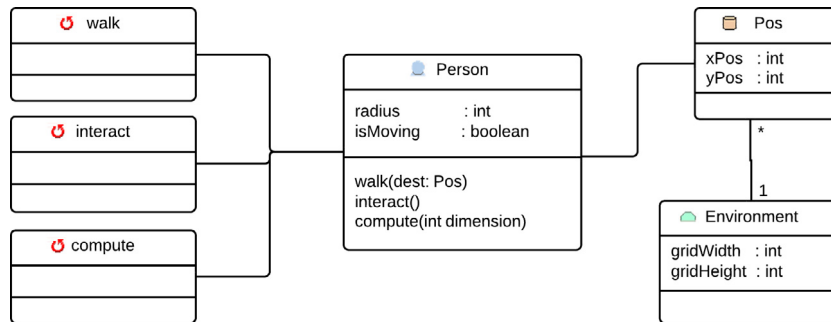 walk
interact
compute
Person
radius : int
isMoving : boolean
walk(dest: Pos)
interact()
compute(int dimension)
Pos
xPos : int
yPos : int
*
1
Environment
gridWidth : int
gridHeight : int